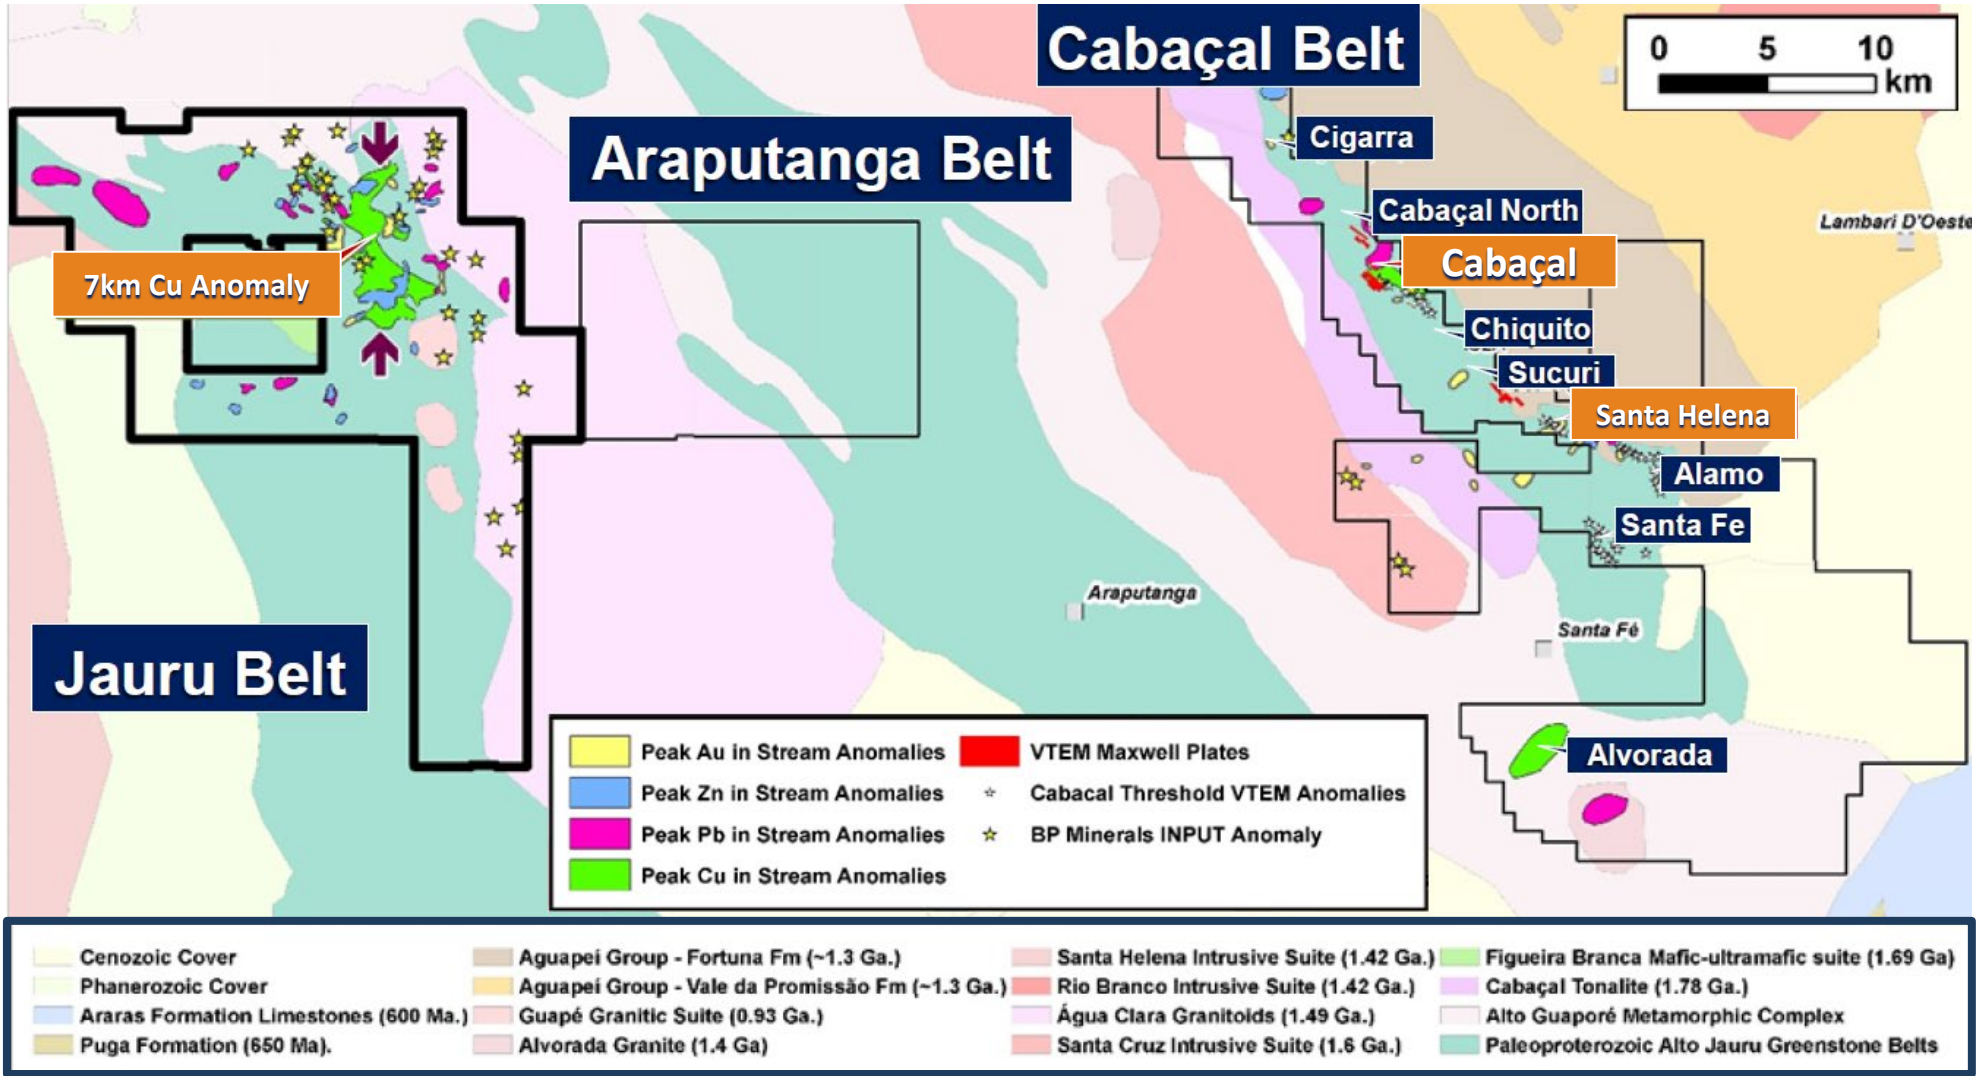 Cabaçal Belt
0 5 10
km
Araputanga Belt
Cigarra
Cabaçal North
Lambari D'Oeste
Cabaçal
7km Cu Anomaly
Chiquito
Sucuri
Santa Helena
Alamo
Santa Fe
Araputanga
Santa Fé
Jauru Belt
Alvorada
Peak Au in Stream Anomalies
Peak Zn in Stream Anomalies
Peak Pb in Stream Anomalies
Peak Cu in Stream Anomalies
VTEM Maxwell Plates
Cabacal Threshold VTEM Anomalies
BP Minerals INPUT Anomaly
Cenozoic Cover
Phanerozoic Cover
Araras Formation Limestones (600 Ma.)
Puga Formation (650 Ma).
Aguapeí Group - Fortuna Fm (~1.3 Ga.)
Aguapeí Group - Vale da Promissão Fm (~1.3 Ga.)
Guapé Granitic Suite (0.93 Ga.)
Alvorada Granite (1.4 Ga)
Santa Helena Intrusive Suite (1.42 Ga.)
Rio Branco Intrusive Suite (1.42 Ga.)
Água Clara Granitoids (1.49 Ga.)
Santa Cruz Intrusive Suite (1.6 Ga.)
Figueira Branca Mafic-ultramafic suite (1.69 Ga)
Cabaçal Tonalite (1.78 Ga.)
Alto Guaporé Metamorphic Complex
Paleoproterozoic Alto Jauru Greenstone Belts